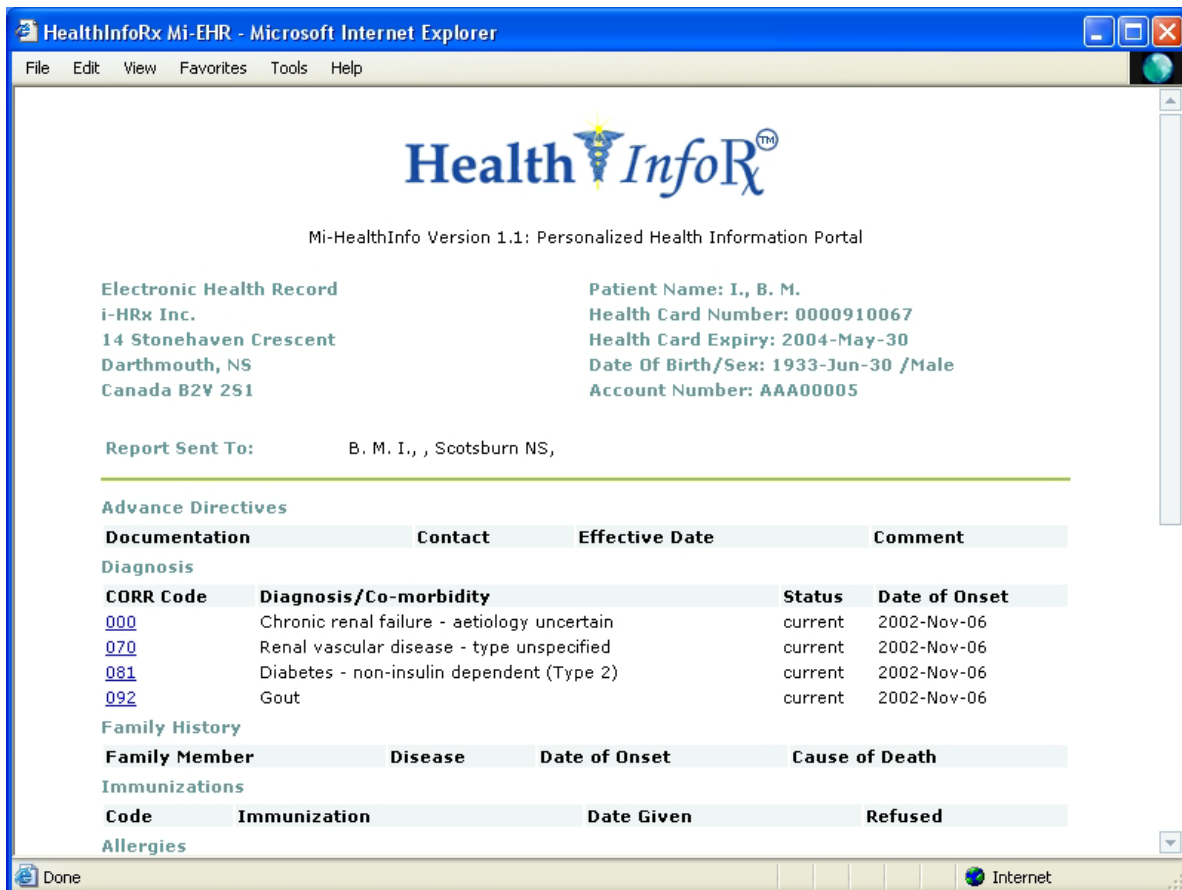 HealthInfoRx Mi-EHR - Microsoft Internet Explorer
File Edit View Favorites Tools Help
Health InfoRx TM
Mi-HealthInfo Version 1.1: Personalized Health Information Portal
Electronic Health Record
i-HRx Inc.
14 Stonehaven Crescent
Darthmouth, NS
Canada B2V 2S1
Patient Name: I., B. M.
Health Card Number: 0000910067
Health Card Expiry: 2004-May-30
Date Of Birth/Sex: 1933-Jun-30 /Male
Account Number: AAA00005
Report Sent To: B. M. I., , Scotsburn NS,
Advance Directives
Documentation Contact Effective Date Comment
Diagnosis
CORR Code Diagnosis/Co-morbidity Status Date of Onset
000 Chronic renal failure - aetiology uncertain current 2002-Nov-06
070 Renal vascular disease - type unspecified current 2002-Nov-06
081 Diabetes - non-insulin dependent (Type 2) current 2002-Nov-06
092 Gout current 2002-Nov-06
Family History
Family Member Disease Date of Onset Cause of Death
Immunizations
Code Immunization Date Given Refused
Allergies
Done Internet